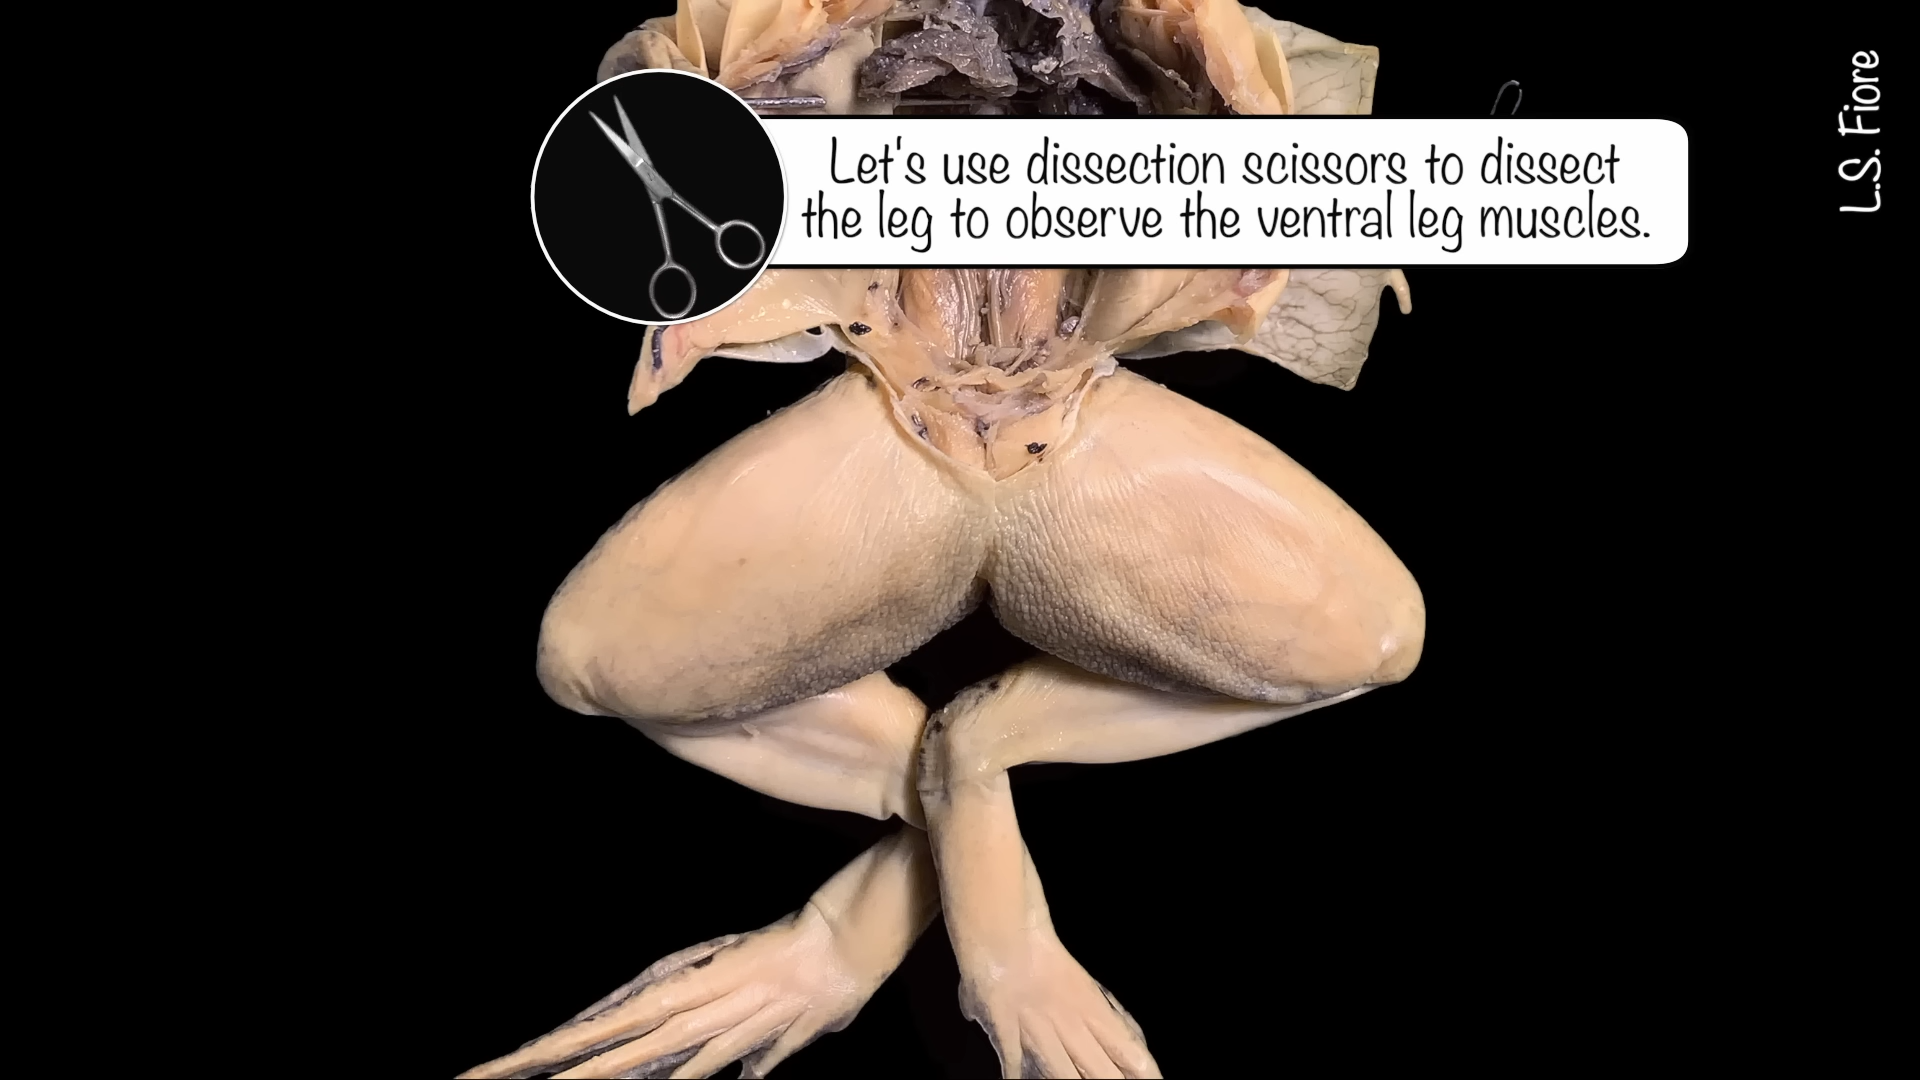 Let's use dissection scissors to dissect
the leg to observe the ventral leg muscles.
L.S. Fiore